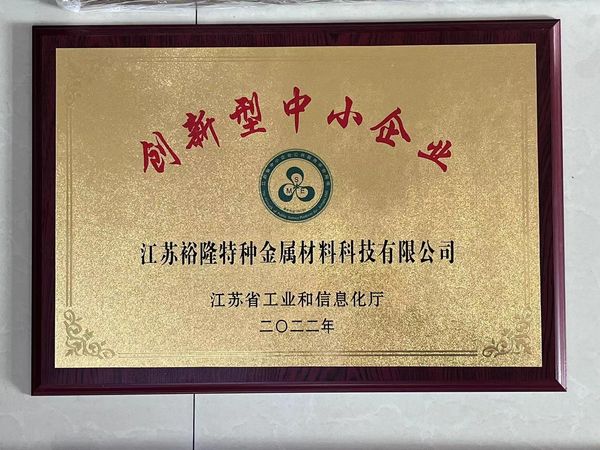 创新型中小企业
S
M E
江苏裕隆特种金属材料科技有限公司
江苏省工业和信息化厅
二〇二二年